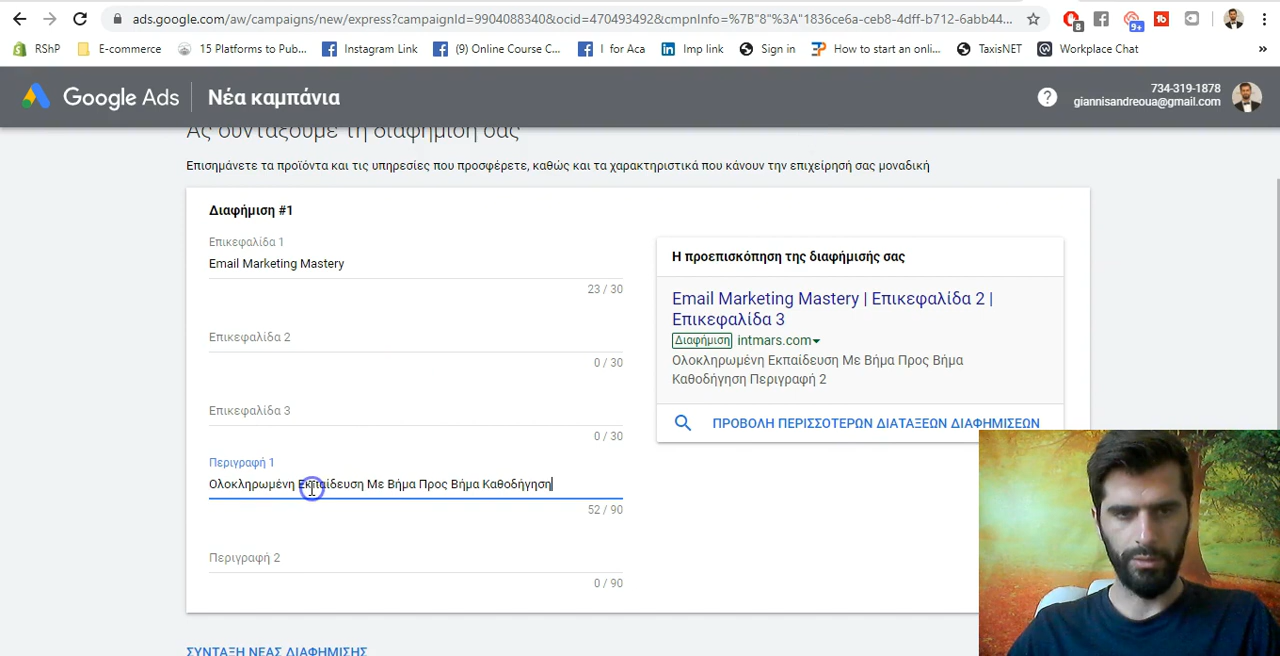 ads.google.com/aw/campaigns/new/express?campaignId=9904088340&ocid=470493492&cmpnInfo=%7B"8"%3A"1836ce6a-ceb8-4dff-b712-6abb44...
8
9+
RShP
E-commerce
15 Platforms to Pub...
Instagram Link
(9) Online Course C...
I for Aca
Imp link
Sign in
How to start an onli...
TaxisNET
Workplace Chat
»
Google Ads
Νέα καμπάνια
?
734-319-1878
giannisandreoua@gmail.com
Ας συντάξουμε τη διαφήμισή σας
Επισημάνετε τα προϊόντα και τις υπηρεσίες που προσφέρετε, καθώς και τα χαρακτηριστικά που κάνουν την επιχείρησή σας μοναδική
Διαφήμιση #1
Επικεφαλίδα 1
Email Marketing Mastery
23 / 30
Επικεφαλίδα 2
0 / 30
Επικεφαλίδα 3
0 / 30
Περιγραφή 1
Ολοκληρωμένη Εκπαίδευση Με Βήμα Προς Βήμα Καθοδήγηση
52 / 90
Περιγραφή 2
0 / 90
Η προεπισκόπηση της διαφήμισής σας
Email Marketing Mastery | Επικεφαλίδα 2 |
Επικεφαλίδα 3
Διαφήμιση intmars.com
Ολοκληρωμένη Εκπαίδευση Με Βήμα Προς Βήμα
Καθοδήγηση Περιγραφή 2
ΠΡΟΒΟΛΗ ΠΕΡΙΣΣΟΤΕΡΩΝ ΔΙΑΤΑΞΕΩΝ ΔΙΑΦΗΜΙΣΕΩΝ
ΣΥΝΤΑΞΗ ΝΕΑΣ ΔΙΑΦΗΜΙΣΗΣ